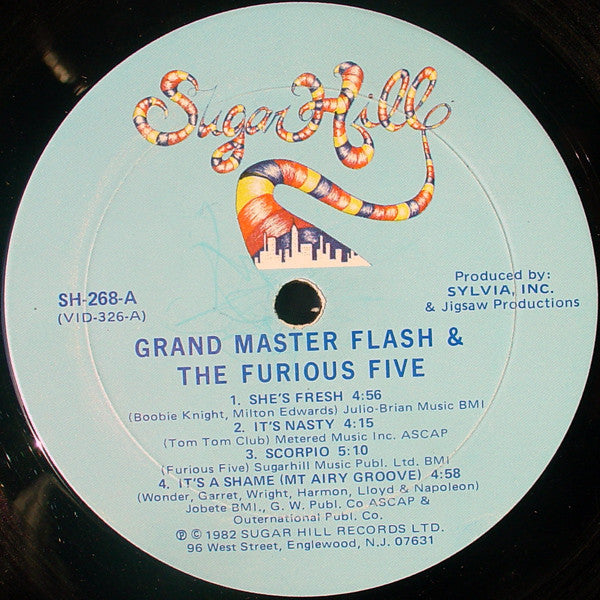 Sugar Hill
SH-268-A
(VID-326-A)
Produced by:
SYLVIA, INC.
& Jigsaw Productions
GRAND MASTER FLASH &
THE FURIOUS FIVE
1. SHE'S FRESH 4:56
(Boobie Knight, Milton Edwards) Julio-Brian Music BMI
2. IT'S NASTY 4:15
(Tom Tom Club) Metered Music Inc. ASCAP
3. SCORPIO 5:10
(Furious Five) Sugarhill Music Publ. Ltd. BMI
4. IT'S A SHAME (MT AIRY GROOVE) 4:58
(Wonder, Garret, Wright, Harmon, Lloyd & Napoleon)
Jobete BMI., G. W. Publ. Co ASCAP &
Outernational Publ. Co.
℗ © 1982 SUGAR HILL RECORDS LTD.
96 West Street, Englewood, N.J. 07631